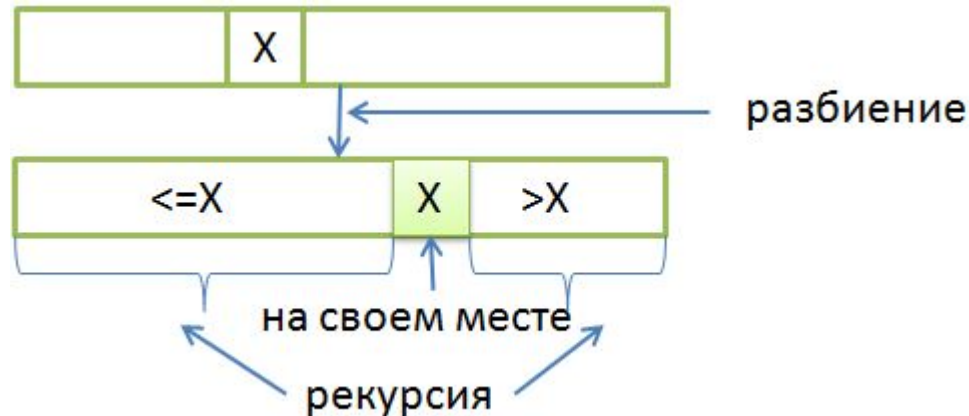 X
разбиение
<=X X >X
на своем месте
рекурсия